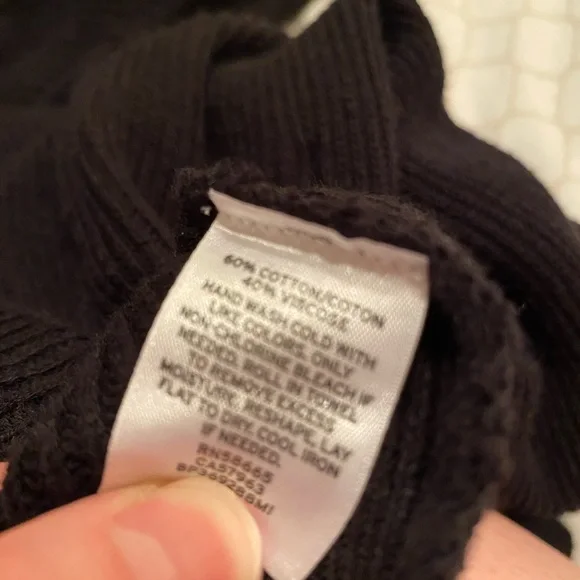 60% COTTON/COTON
40% VISCOSE
HAND WASH COLD WITH
LIKE COLORS. ONLY
NON-CHLORINE BLEACH IF
NEEDED. ROLL IN TOWEL
TO REMOVE EXCESS
MOISTURE. RESHAPE, LAY
FLAT TO DRY. COOL IRON
IF NEEDED.
RN58665
CA57963